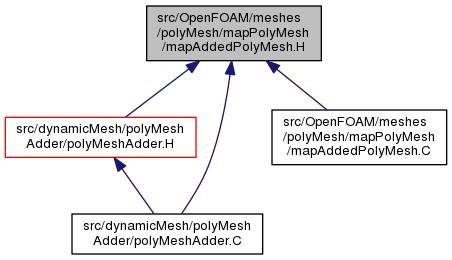 src/OpenFOAM/meshes
/polyMesh/mapPolyMesh
/mapAddedPolyMesh.H
src/dynamicMesh/polyMesh
Adder/polyMeshAdder.H
src/OpenFOAM/meshes
/polyMesh/mapPolyMesh
/mapAddedPolyMesh.C
src/dynamicMesh/polyMesh
Adder/polyMeshAdder.C